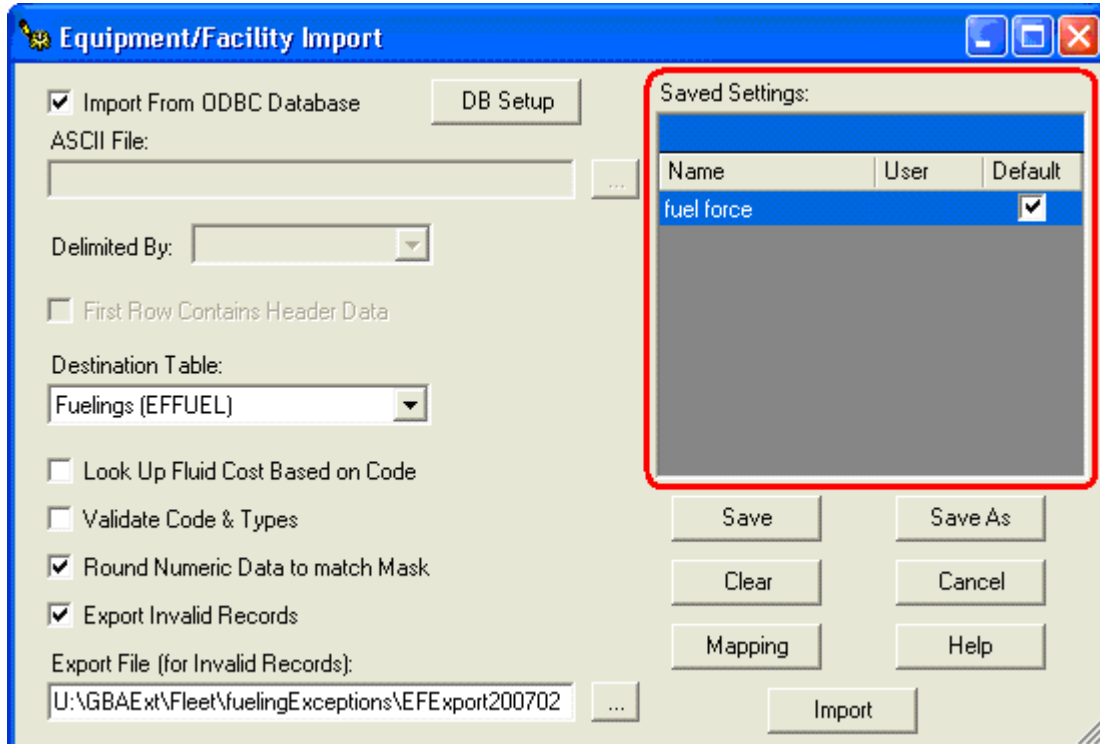 Equipment/Facility Import
Import From ODBC Database
DB Setup
ASCII File:
...
Delimited By:
First Row Contains Header Data
Destination Table:
Fuelings (EFFUEL)
Look Up Fluid Cost Based on Code
Validate Code & Types
Round Numeric Data to match Mask
Export Invalid Records
Export File (for Invalid Records):
U:\GBAExt\Fleet\fuelingExceptions\EFExport200702
...
Saved Settings:
Name User Default
fuel force
Save Save As
Clear Cancel
Mapping Help
Import